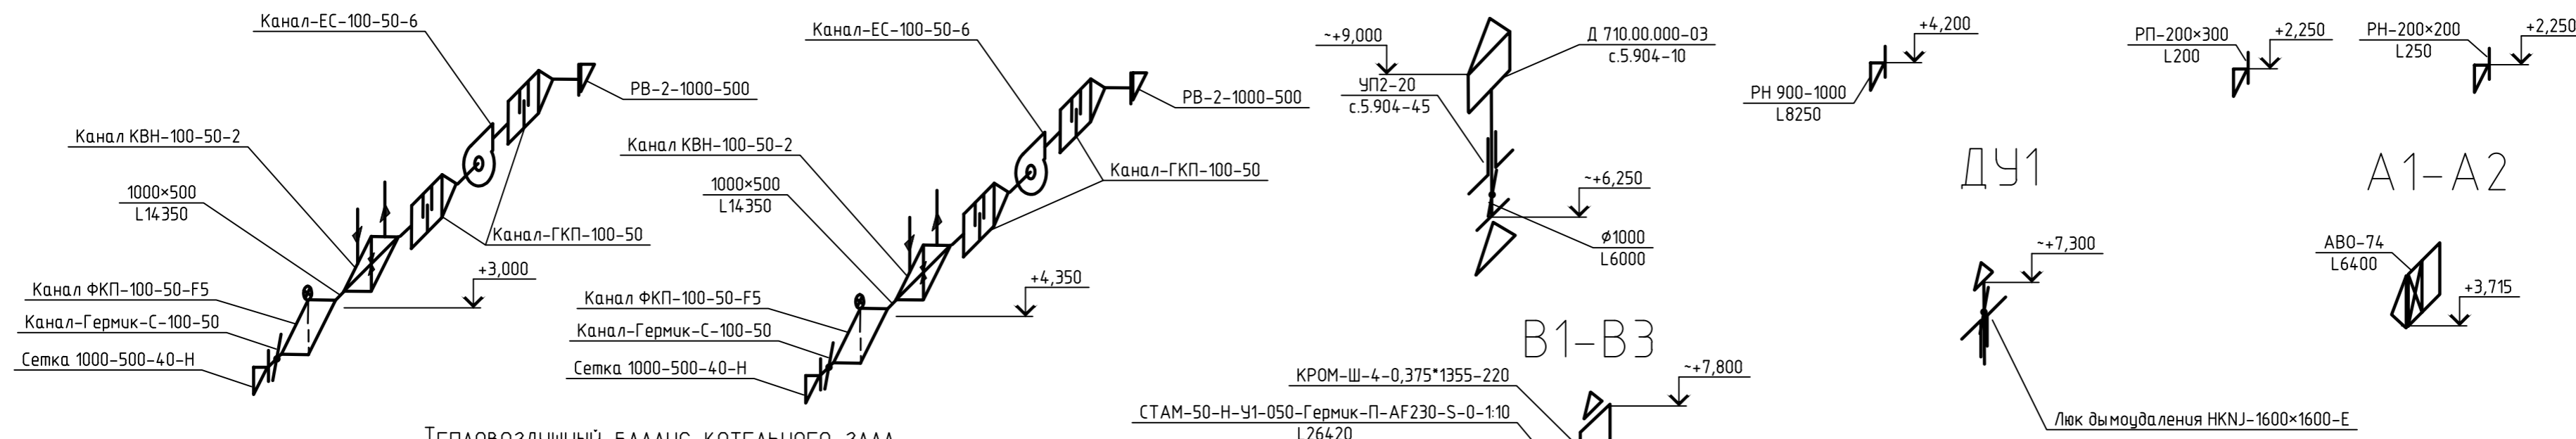 Канал-ЕС-100-50-6
РВ-2-1000-500
Канал КВН-100-50-2
1000×500
L14350
Канал-ГКП-100-50
+3,000
Канал ФКП-100-50-F5
Канал-Гермик-С-100-50
Сетка 1000-500-40-Н
Канал-ЕС-100-50-6
РВ-2-1000-500
Канал КВН-100-50-2
1000×500
L14350
Канал-ГКП-100-50
+4,350
Канал ФКП-100-50-F5
Канал-Гермик-С-100-50
Сетка 1000-500-40-Н
~+9,000
Д 710.00.000-03
с.5.904-10
УП2-20
с.5.904-45
~+6,250
ø1000
L6000
+4,200
РН 900-1000
L8250
РП-200×300
L200
+2,250
РН-200×200
L250
+2,250
ДУ1
А1-А2
~+7,300
Люк дымоудаления HKNJ-1600×1600-Е
АВО-74
L6400
+3,715
В1-В3
КРОМ-Ш-4-0,375*1355-220
~+7,800
СТАМ-50-Н-У1-050-Гермик-П-AF230-S-0-1:10
L26420
Тепловоздушный баланс котельного зала